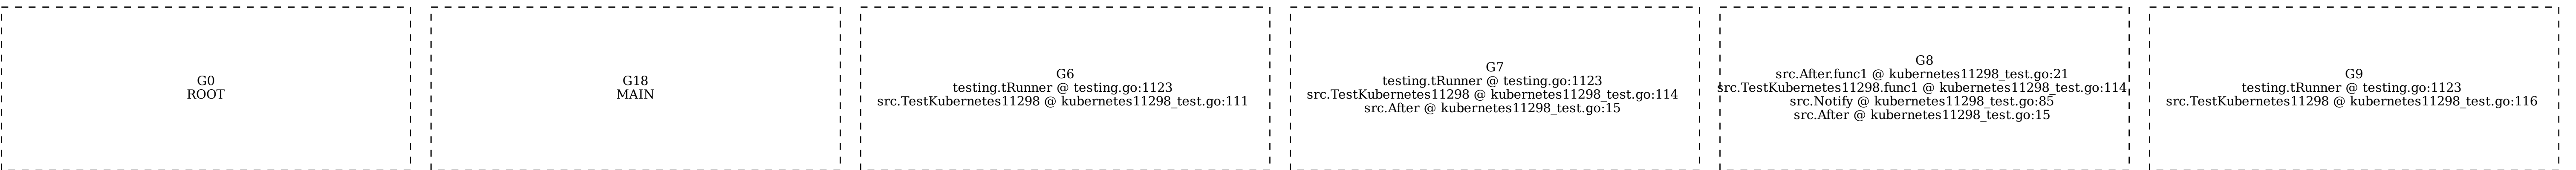 G0
ROOT
G18
MAIN
G6
testing.tRunner @ testing.go:1123
src.TestKubernetes11298 @ kubernetes11298_test.go:111
G7
testing.tRunner @ testing.go:1123
src.TestKubernetes11298 @ kubernetes11298_test.go:114
src.After @ kubernetes11298_test.go:15
G8
src.After.func1 @ kubernetes11298_test.go:21
src.TestKubernetes11298.func1 @ kubernetes11298_test.go:114
src.Notify @ kubernetes11298_test.go:85
src.After @ kubernetes11298_test.go:15
G9
testing.tRunner @ testing.go:1123
src.TestKubernetes11298 @ kubernetes11298_test.go:116